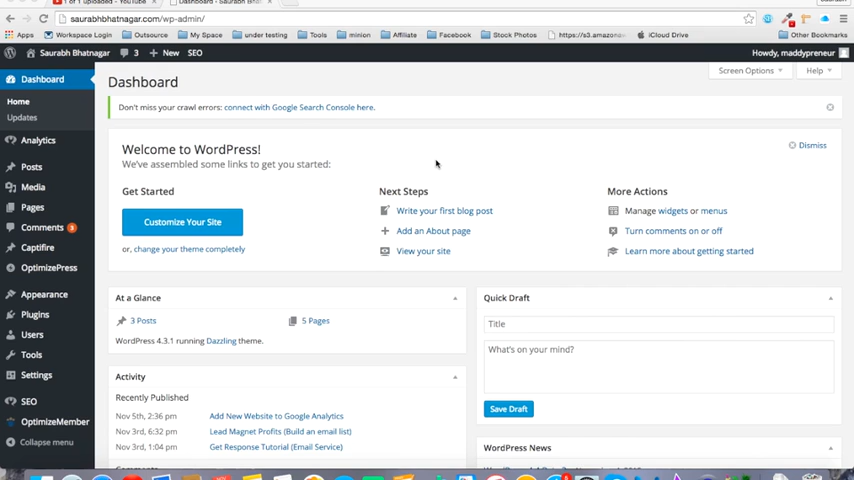 1 of 1 uploaded - YouTube
Dashboard
saurabhbhatnagar.com/wp-admin/
Apps Workspace Login Outsource My Space under testing Tools minion Affiliate Facebook Stock Photos https://s3.amazona iCloud Drive Other Bookmarks
Saurabh Bhatnagar 3 + New SEO Howdy, maddypreneur
Screen Options Help
Dashboard
Home
Updates
Analytics
Posts
Media
Pages
Comments 3
Captifire
OptimizePress
Appearance
Plugins
Users
Tools
Settings
SEO
OptimizeMember
Collapse menu
Dashboard
Don't miss your crawl errors: connect with Google Search Console here.
Welcome to WordPress!
We've assembled some links to get you started:
Dismiss
Get Started
Customize Your Site
or, change your theme completely
Next Steps
Write your first blog post
Add an About page
View your site
More Actions
Manage widgets or menus
Turn comments on or off
Learn more about getting started
At a Glance
3 Posts 5 Pages
WordPress 4.3.1 running Dazzling theme.
Activity
Recently Published
Nov 5th, 2:36 pm Add New Website to Google Analytics
Nov 3rd, 6:32 pm Lead Magnet Profits (Build an email list)
Nov 3rd, 1:04 pm Get Response Tutorial (Email Service)
Quick Draft
Title
What's on your mind?
Save Draft
WordPress News